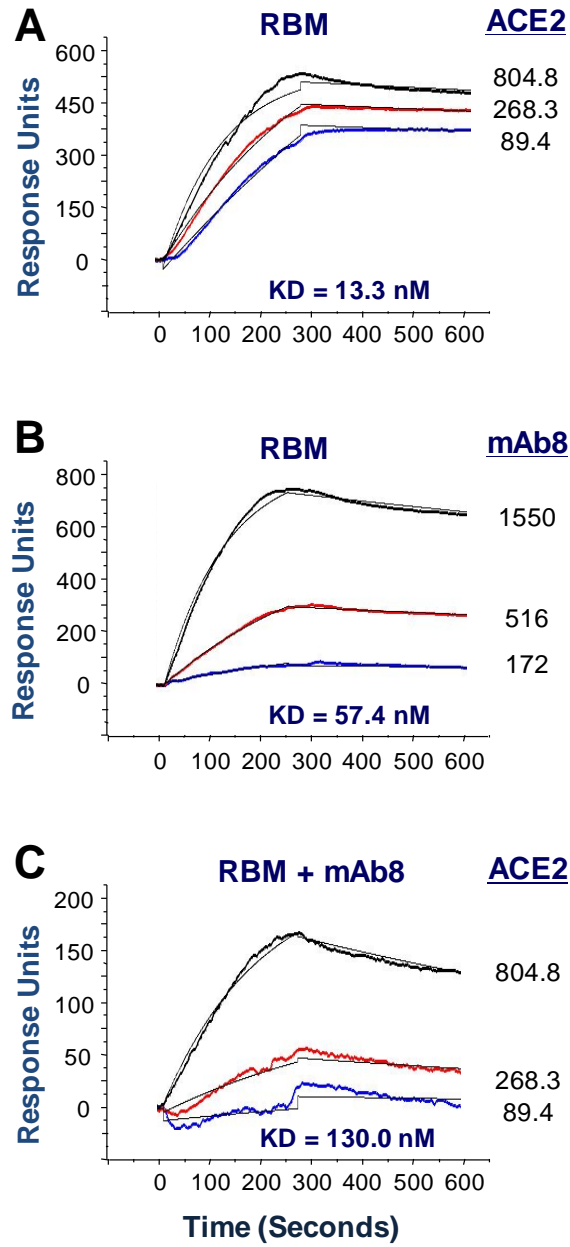 A
RBM
ACE2
Response Units
600
450
300
150
0
804.8
268.3
89.4
KD = 13.3 nM
0 100 200 300 400 500 600
B
RBM
mAb8
Response Units
800
600
400
200
0
1550
516
172
KD = 57.4 nM
0 100 200 300 400 500 600
C
RBM + mAb8
ACE2
Response Units
200
150
100
50
0
804.8
268.3
89.4
KD = 130.0 nM
0 100 200 300 400 500 600
Time (Seconds)